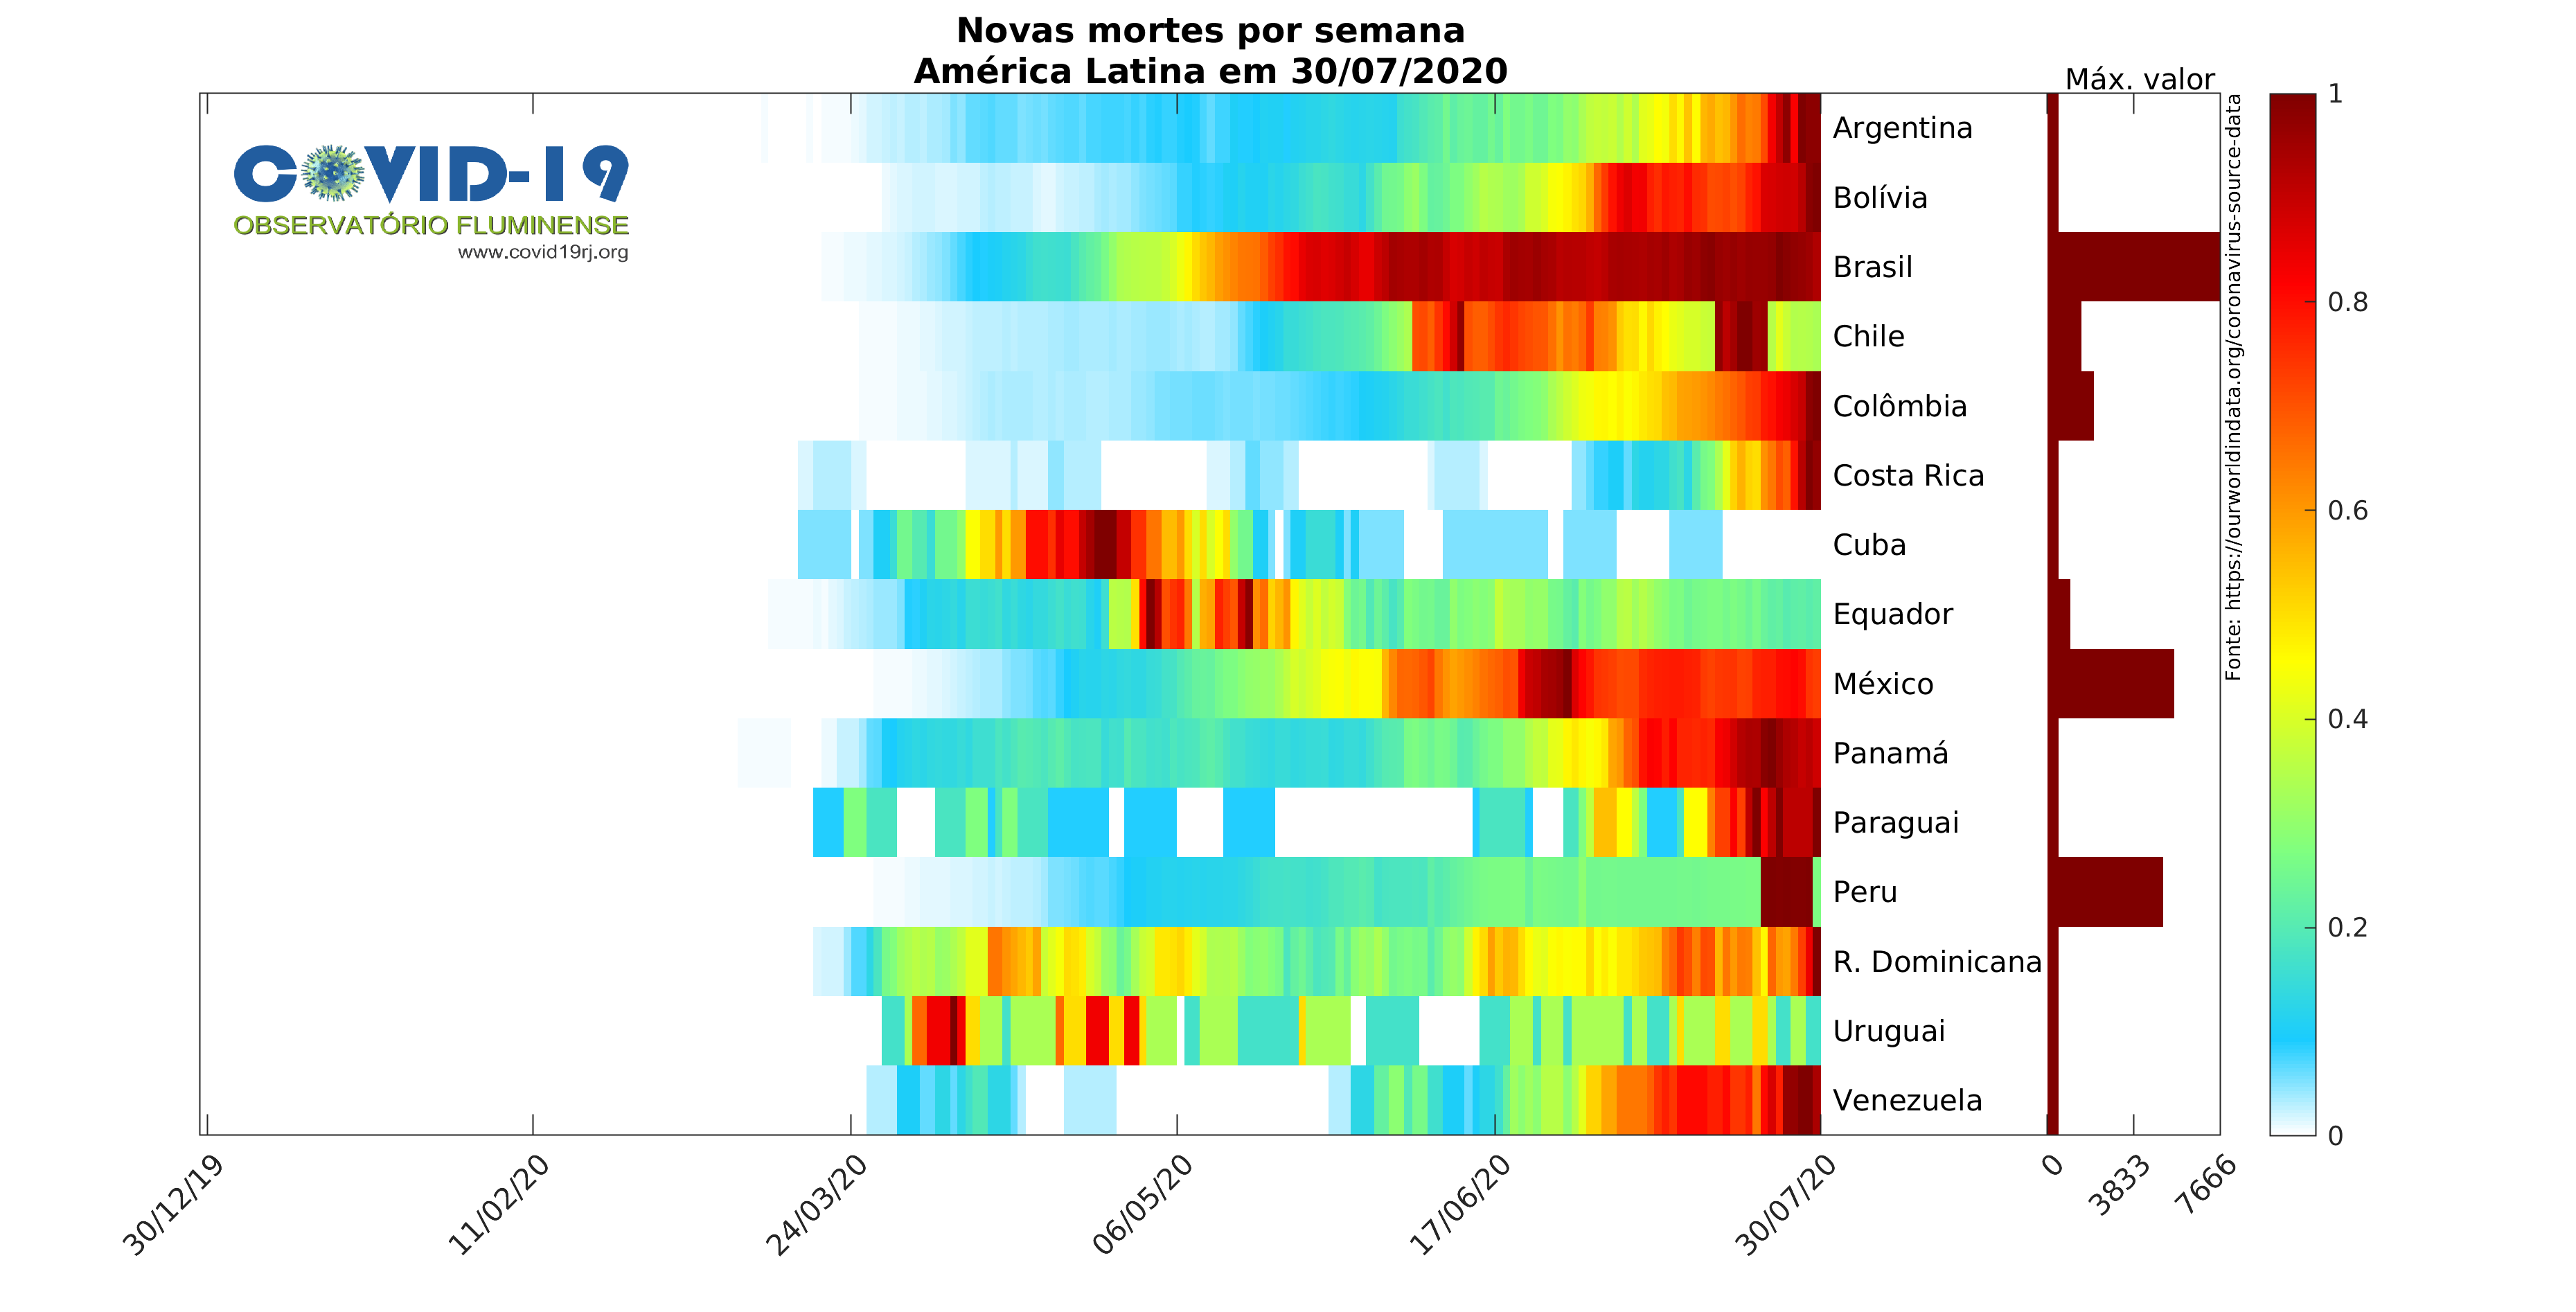 Novas mortes por semana
América Latina em 30/07/2020
Máx. valor
COVID-19
OBSERVATÓRIO FLUMINENSE
www.covid19rj.org
Argentina
Bolívia
Brasil
Chile
Colômbia
Costa Rica
Cuba
Equador
México
Panamá
Paraguai
Peru
R. Dominicana
Uruguai
Venezuela
30/12/19
11/02/20
24/03/20
06/05/20
17/06/20
30/07/20
0
3833
7666
Fonte: https://ourworldindata.org/coronavirus-source-data
1
0.8
0.6
0.4
0.2
0